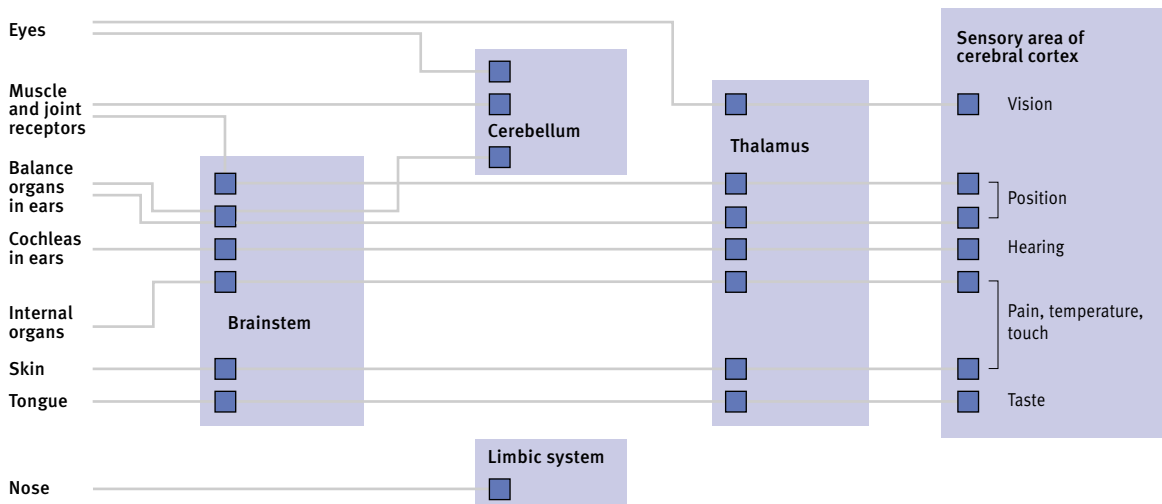 Eyes
Muscle
and joint
receptors
Balance
organs
in ears
Cochleas
in ears
Internal
organs
Skin
Tongue
Nose
Brainstem
Cerebellum
Limbic system
Thalamus
Sensory area of
cerebral cortex
Vision
Position
Hearing
Pain, temperature,
touch
Taste